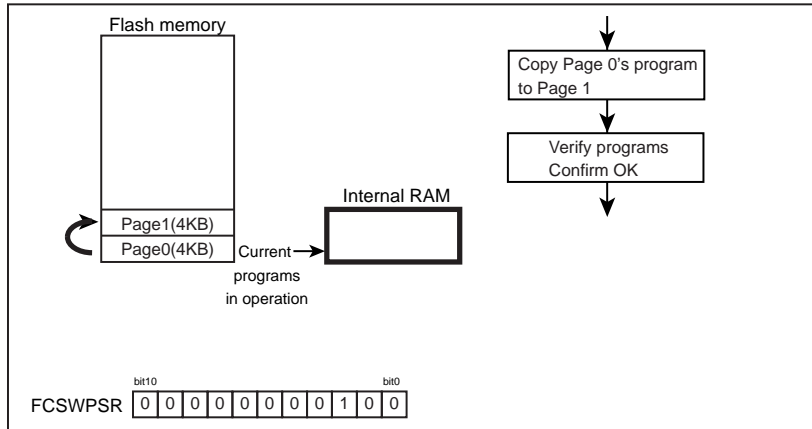 Flash memory
Page1(4KB)
Page0(4KB)
Current
programs
in operation
Internal RAM
Copy Page 0's program
to Page 1
Verify programs
Confirm OK
bit10
bit0
FCSWPSR 0 0 0 0 0 0 0 0 1 0 0